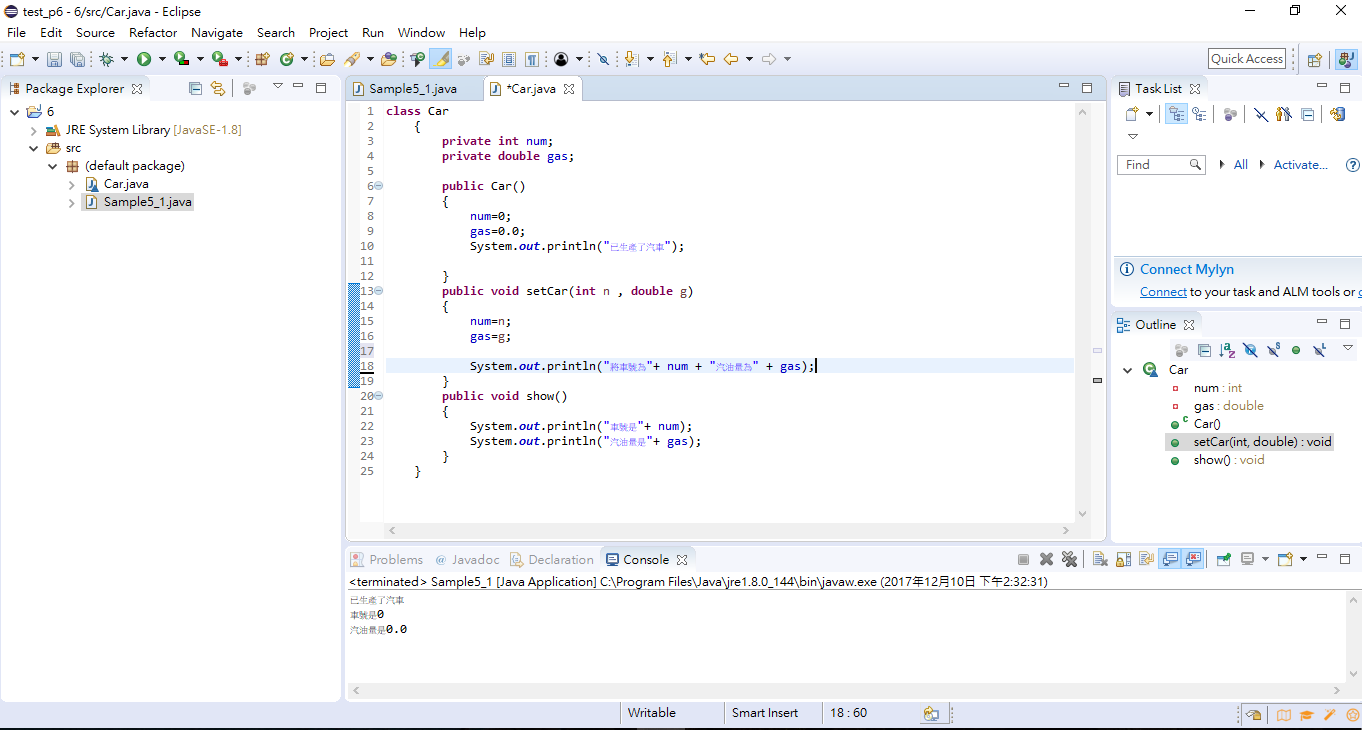 test_p6 - 6/src/Car.java - Eclipse
File Edit Source Refactor Navigate Search Project Run Window Help
Quick Access
Package Explorer
6
JRE System Library [JavaSE-1.8]
src
(default package)
Car.java
Sample5_1.java
Sample5_1.java *Car.java
1 class Car
2 {
3 private int num;
4 private double gas;
5
6 public Car()
7 {
8 num=0;
9 gas=0.0;
10 System.out.println("已生產了汽車");
11
12 }
13 public void setCar(int n , double g)
14 {
15 num=n;
16 gas=g;
17
18 System.out.println("將車號為"+ num + "汽油量為" + gas);
19 }
20 public void show()
21 {
22 System.out.println("車號是"+ num);
23 System.out.println("汽油量是"+ gas);
24 }
25 }
Task List
Find All Activate...
Connect Mylyn
Connect to your task and ALM tools or
Outline
Car
num : int
gas : double
Car()
setCar(int, double) : void
show() : void
Problems @ Javadoc Declaration Console
<terminated> Sample5_1 [Java Application] C:\Program Files\Java\jre1.8.0_144\bin\javaw.exe (2017年12月10日 下午2:32:31)
已生產了汽車
車號是0
汽油量是0.0
Writable Smart Insert 18 : 60